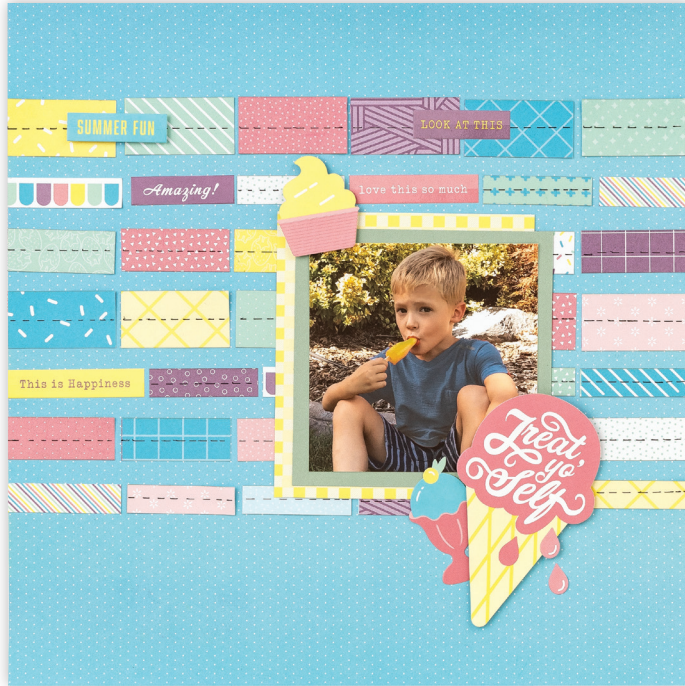 SUMMER FUN
LOOK AT THIS
Amazing!
love this so much
This is Happiness
Treat
yo'
Self